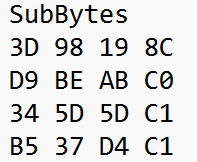 SubBytes
3D 98 19 8C
D9 BE AB C0
34 5D 5D C1
B5 37 D4 C1